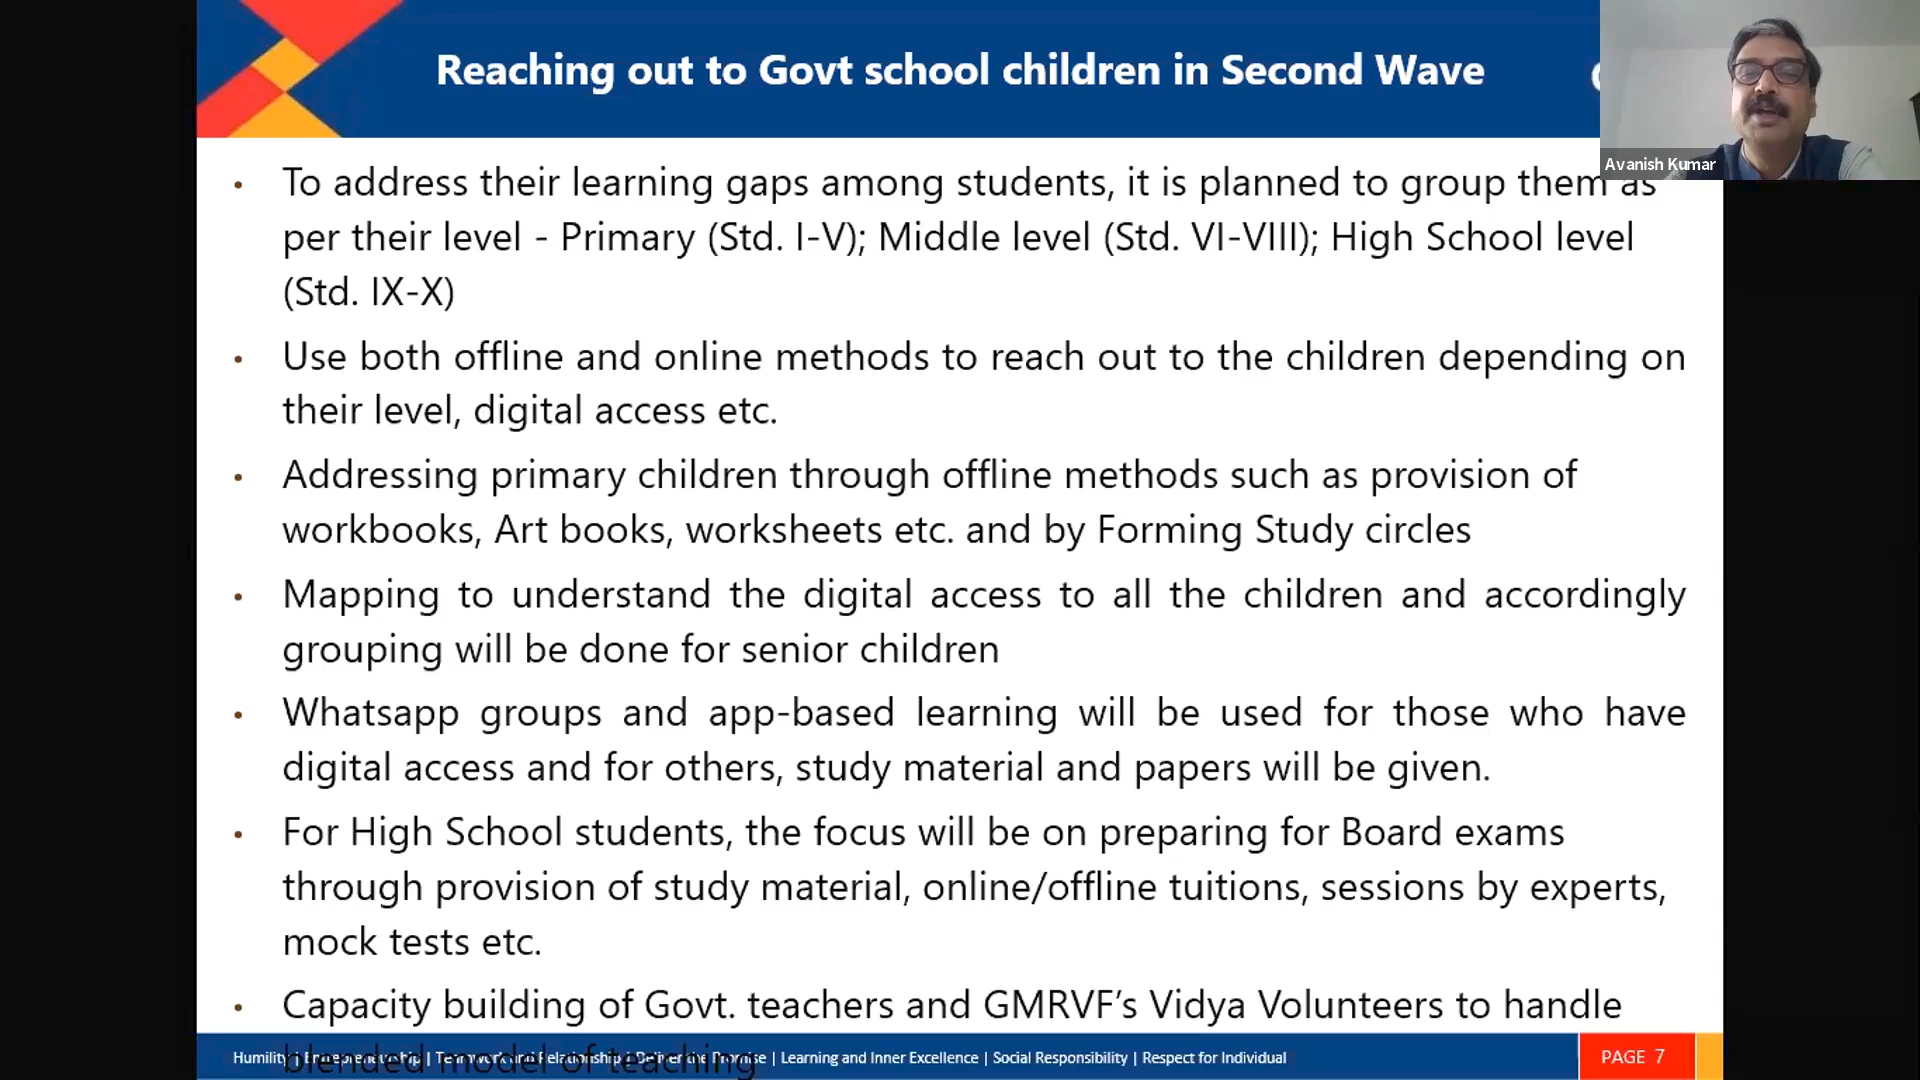 Reaching out to Govt school children in Second Wave
Avanish Kumar
• To address their learning gaps among students, it is planned to group them as
per their level - Primary (Std. I-V); Middle level (Std. VI-VIII); High School level
(Std. IX-X)
• Use both offline and online methods to reach out to the children depending on
their level, digital access etc.
• Addressing primary children through offline methods such as provision of
workbooks, Art books, worksheets etc. and by Forming Study circles
• Mapping to understand the digital access to all the children and accordingly
grouping will be done for senior children
• Whatsapp groups and app-based learning will be used for those who have
digital access and for others, study material and papers will be given.
• For High School students, the focus will be on preparing for Board exams
through provision of study material, online/offline tuitions, sessions by experts,
mock tests etc.
• Capacity building of Govt. teachers and GMRVF’s Vidya Volunteers to handle
blended model of teaching
Humility | Entrepreneurship | Teamwork and Relationship | Deliver the Promise | Learning and Inner Excellence | Social Responsibility | Respect for Individual
PAGE 7